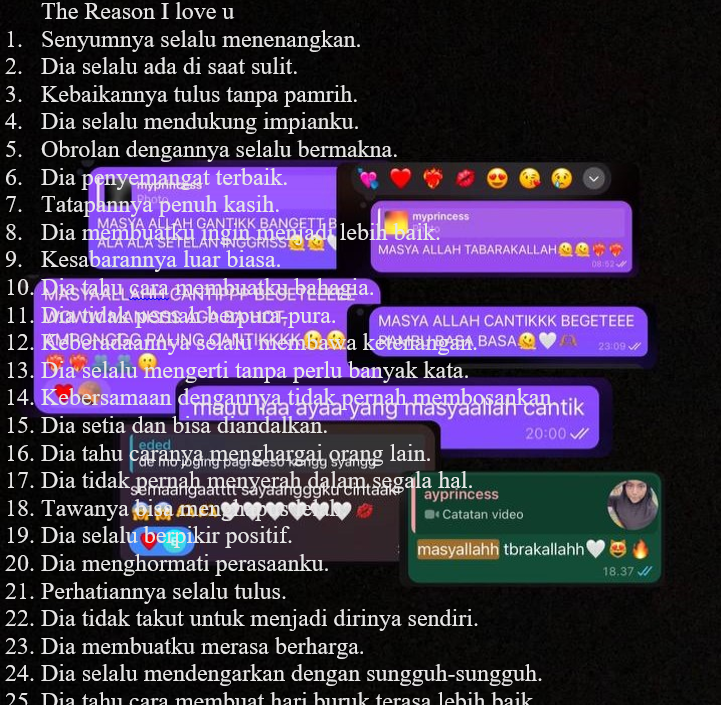 The Reason I love u
1. Senyumnya selalu menenangkan.
2. Dia selalu ada di saat sulit.
3. Kebaikannya tulus tanpa pamrih.
4. Dia selalu mendukung impianku.
5. Obrolan dengannya selalu bermakna.
6. Dia penyemangat terbaik.
myprincess
Photo
7. Tatapannya penuh kasih.
MASYA ALLAH GANTIKK BANGETT B
8. Dia membuatku ingin menjadi lebih baik.
ALA ALA SETELAN INGGRISS🫠🫠🤍
💘 ❤️ ❤️‍🔥 💋 😍 😘 😢
myprincess
MASYA ALLAH TABARAKALLAH🫠🫠❤️‍🔥❤️‍🔥
08:52
9. Kesabarannya luar biasa.
10. Dia tahu cara membuatku bahagia.
11. Dia tidak pernah berpura-pura.
12. Keberadaannya selalu membawa ketenangan.
MASYA ALLAH CANTIKKK BEGETEEE
BASA🫠🤍🫶🏽
23:09
13. Dia selalu mengerti tanpa perlu banyak kata.
14. Kebersamaan dengannya tidak pernah membosankan.
ayaa yang masyaallah cantik
20:00
15. Dia setia dan bisa diandalkan.
eded
16. Dia tahu caranya menghargai orang lain.
17. Dia tidak pernah menyerah dalam segala hal.
semaangaatttt sayaangggku cintaaku
18. Tawanya bisa menghapus lelah.
19. Dia selalu berpikir positif.
ayprincess
Catatan video
masyallahh tbrakallahh🤍😻🔥
18.37
20. Dia menghormati perasaanku.
21. Perhatiannya selalu tulus.
22. Dia tidak takut untuk menjadi dirinya sendiri.
23. Dia membuatku merasa berharga.
24. Dia selalu mendengarkan dengan sungguh-sungguh.
25. Dia tahu cara membuat hari buruk terasa lebih baik.